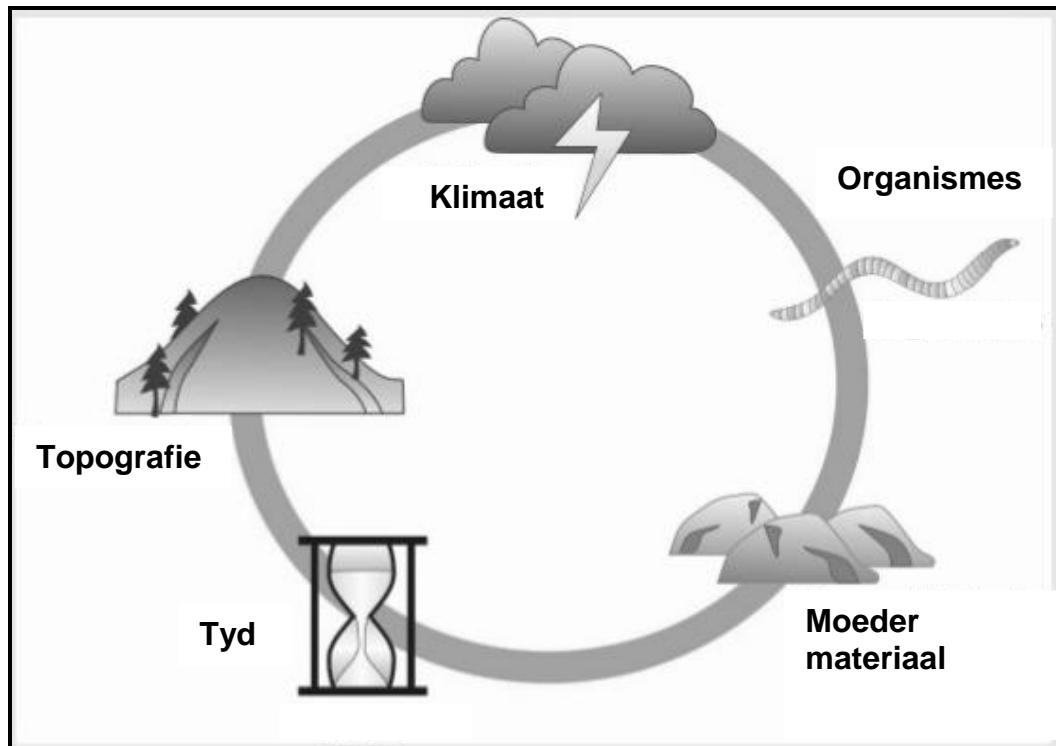 Klimaat
Organismes
Topografie
Tyd
Moeder
materiaal